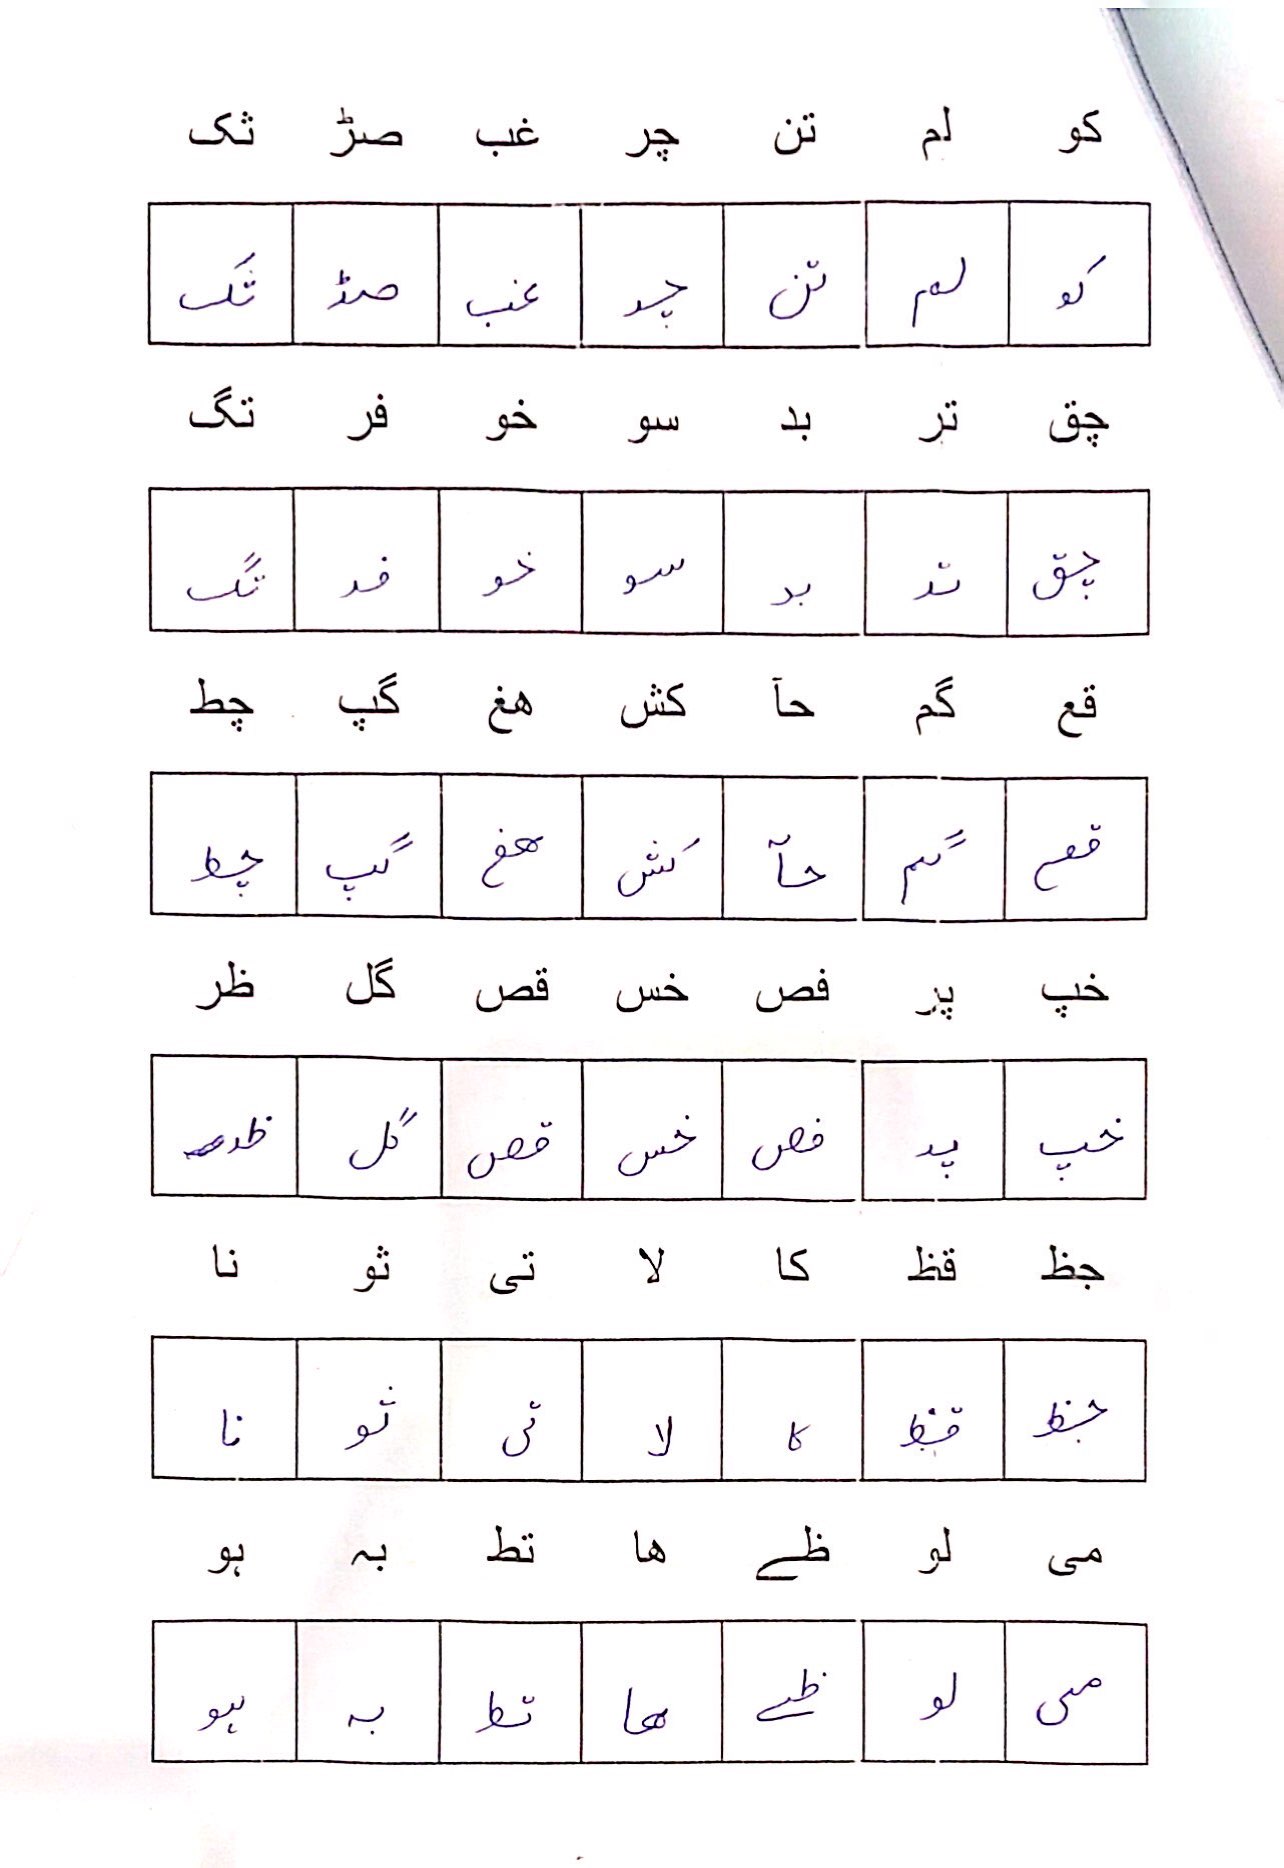 کو لم تن چر غب صڑ ثک
کو لم تن چر غب صڑ ثک
چق تر بد سو خو فر تگ
چق تر بد سو خو فر تگ
قع گم حآ کش هغ گپ چط
قع گم حآ کش هغ گپ چط
خپ پر فص خس قص گل ظر
خپ پر فص خس قص گل ظر
جظ قظ کا لا تی ثو نا
جظ قظ کا لا تی ثو نا
می لو ظے ها تط بہ ہو
می لو ظے ها تط بہ ہو